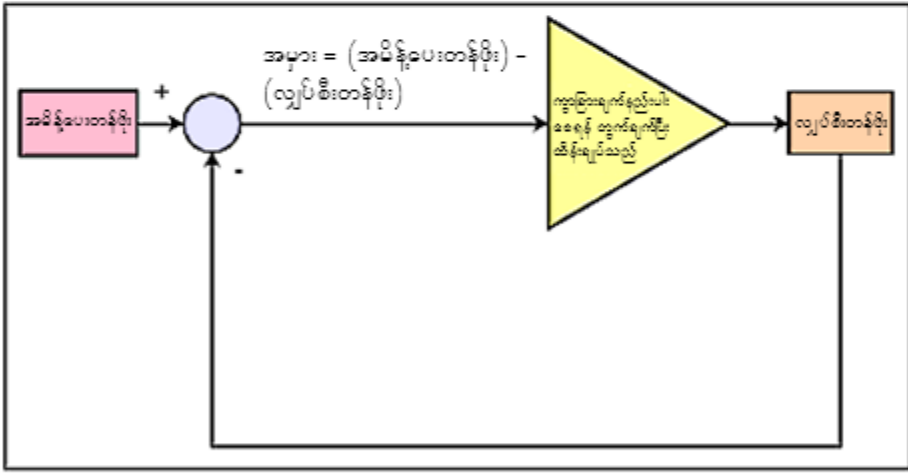 အမှား = (အမိန့်ပေးတန်ဖိုး) -
(လျှပ်စီးတန်ဖိုး)
အမိန့်ပေးတန်ဖိုး
+
-
ကွာခြားချက်နည်းပါး
စေရန် တွက်ချက်ပြီး
ထိန်းချုပ်သည်
လျှပ်စီးတန်ဖိုး